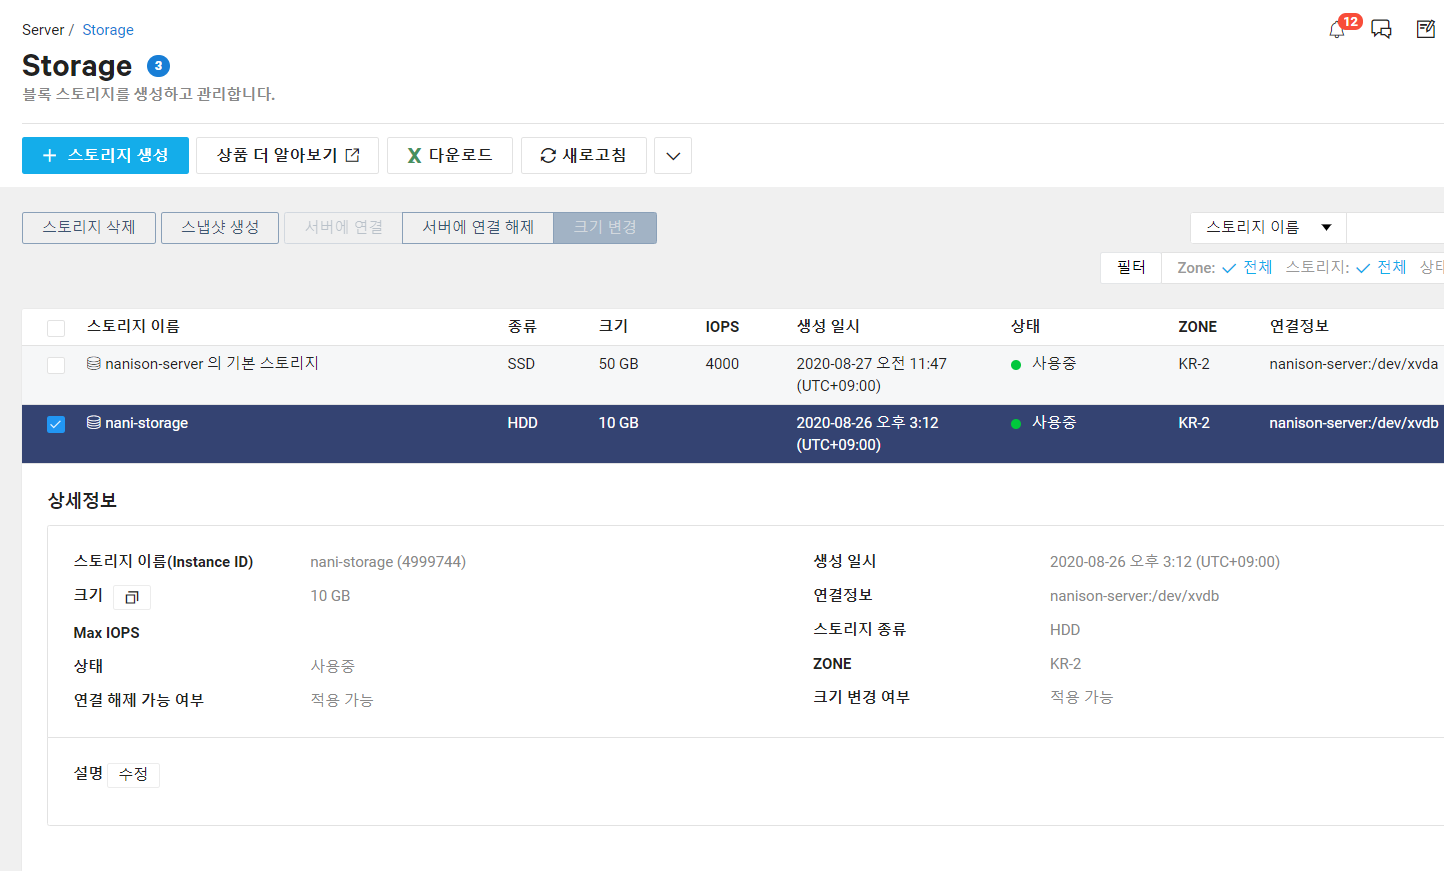 Server / Storage
12
Storage 3
블록 스토리지를 생성하고 관리합니다.
+ 스토리지 생성 상품 더 알아보기 X 다운로드 새로고침
스토리지 삭제 스냅샷 생성 서버에 연결 서버에 연결 해제 크기 변경 스토리지 이름
필터 Zone: 전체 스토리지: 전체 상태
스토리지 이름 종류 크기 IOPS 생성 일시 상태 ZONE 연결정보
nanison-server 의 기본 스토리지 SSD 50 GB 4000 2020-08-27 오전 11:47 사용중 KR-2 nanison-server:/dev/xvda
(UTC+09:00)
nani-storage HDD 10 GB 2020-08-26 오후 3:12 사용중 KR-2 nanison-server:/dev/xvdb
(UTC+09:00)
상세정보
스토리지 이름(Instance ID) nani-storage (4999744) 생성 일시 2020-08-26 오후 3:12 (UTC+09:00)
크기 10 GB 연결정보 nanison-server:/dev/xvdb
Max IOPS 스토리지 종류 HDD
상태 사용중 ZONE KR-2
연결 해제 가능 여부 적용 가능 크기 변경 여부 적용 가능
설명 수정